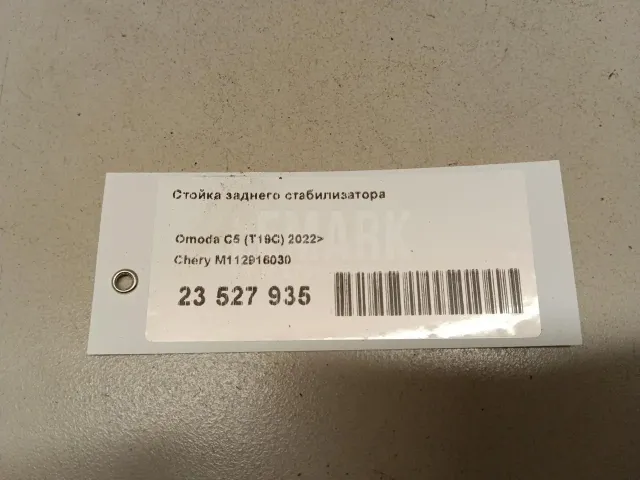 Стойка заднего стабилизатора
Omoda C5 (T19C) 2022>
Chery M112916030
23 527 935